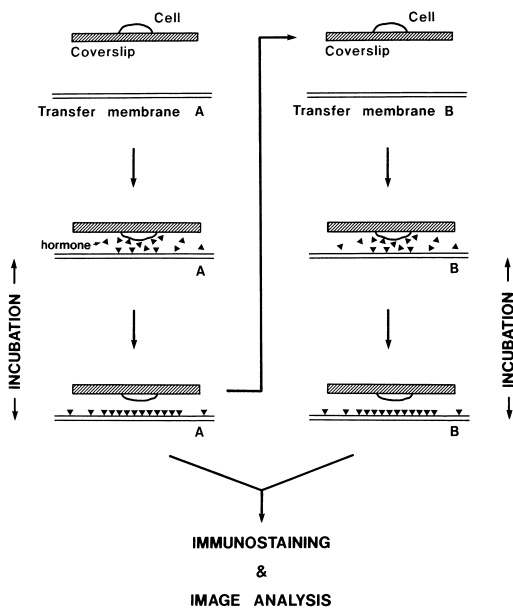 Cell
Coverslip
Transfer membrane A
hormone
A
INCUBATION
A
Cell
Coverslip
Transfer membrane B
B
INCUBATION
B
IMMUNOSTAINING
&
IMAGE ANALYSIS